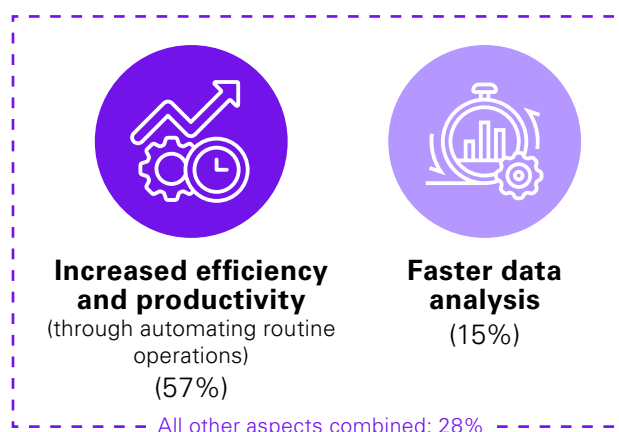 Increased efficiency
and productivity
(through automating routine
operations)
(57%)
Faster data
analysis
(15%)
All other aspects combined: 28%